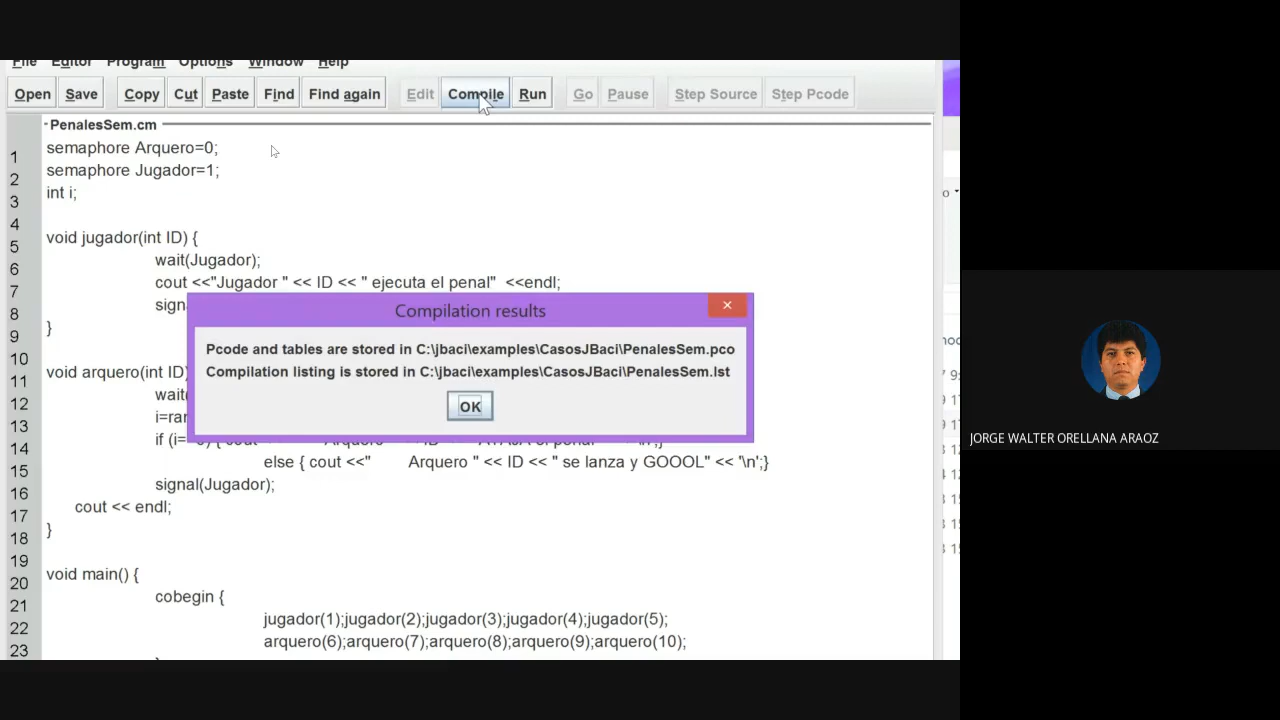 File Editor Program Options Window Help
Open Save Copy Cut Paste Find Find again Edit Compile Run Go Pause Step Source Step Pcode
PenalesSem.cm
1 semaphore Arquero=0;
2 semaphore Jugador=1;
3 int i;
4
5 void jugador(int ID) {
6 wait(Jugador);
7 cout <<"Jugador " << ID << " ejecuta el penal" <<endl;
8 sign
9 }
10
11 void arquero(int ID)
12 wait
13 i=ran
14 if (i=
15 else { cout <<" Arquero " << ID << " se lanza y GOOOL" << '\n';}
16 signal(Jugador);
17 cout << endl;
18 }
19
20 void main() {
21 cobegin {
22 jugador(1);jugador(2);jugador(3);jugador(4);jugador(5);
23 arquero(6);arquero(7);arquero(8);arquero(9);arquero(10);
Compilation results
Pcode and tables are stored in C:\jbaci\examples\CasosJBaci\PenalesSem.pco
Compilation listing is stored in C:\jbaci\examples\CasosJBaci\PenalesSem.lst
OK
JORGE WALTER ORELLANA ARAOZ